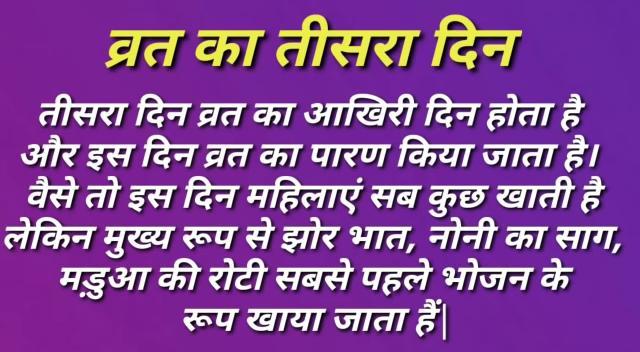 व्रत का तीसरा दिन
तीसरा दिन व्रत का आखिरी दिन होता है
और इस दिन व्रत का पारण किया जाता है।
वैसे तो इस दिन महिलाएं सब कुछ खाती है
लेकिन मुख्य रूप से झोर भात, नोनी का साग,
मड़ुआ की रोटी सबसे पहले भोजन के
रूप खाया जाता हैं|